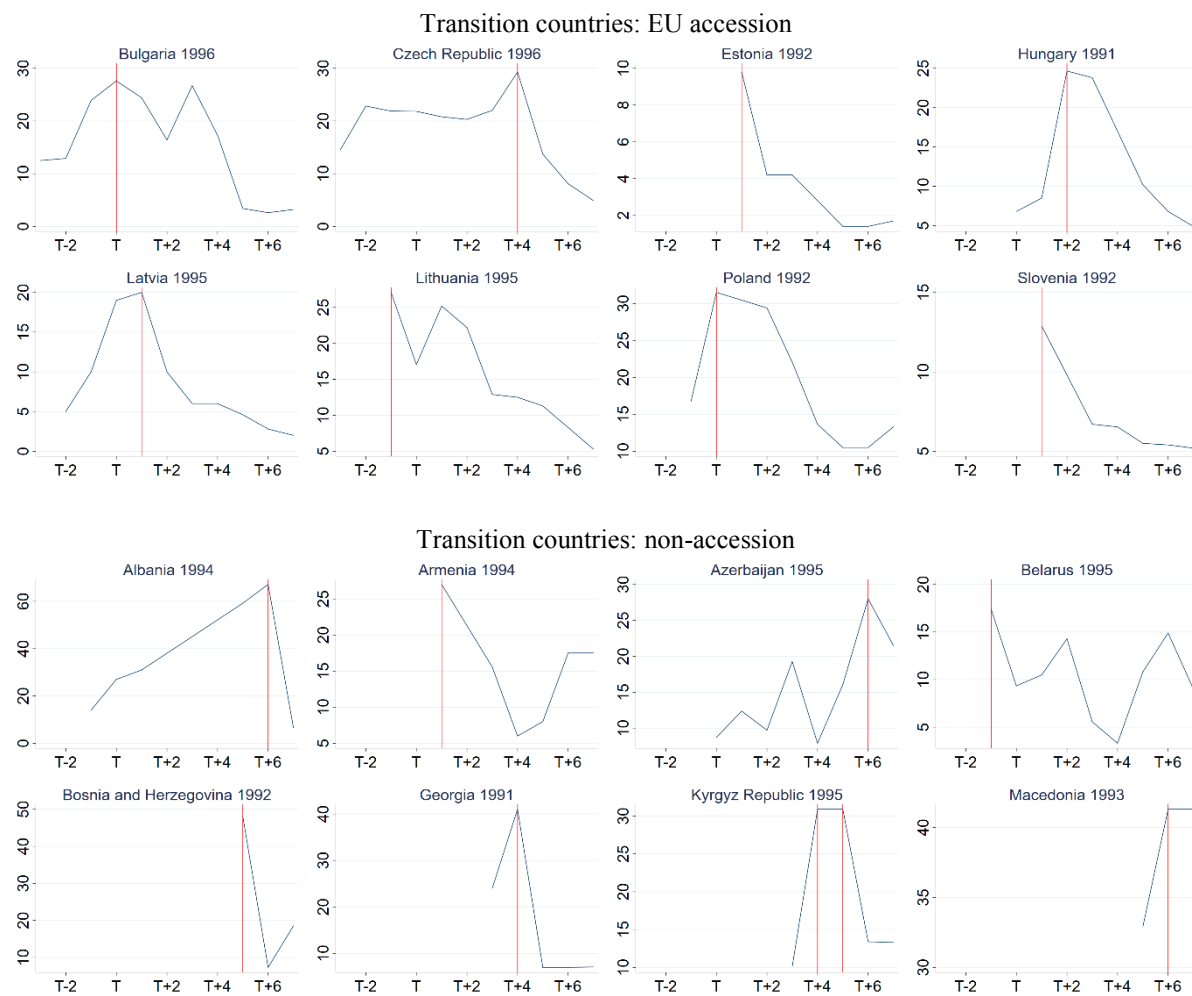 Transition countries: EU accession
Bulgaria 1996 Czech Republic 1996 Estonia 1992 Hungary 1991
30 30 10 25
20 20 8 20
10 10 6 15
0 0 4 10
2 5
T-2 T T+2 T+4 T+6 T-2 T T+2 T+4 T+6 T-2 T T+2 T+4 T+6 T-2 T T+2 T+4 T+6
Latvia 1995 Lithuania 1995 Poland 1992 Slovenia 1992
20 25 30 15
15 20 25 10
10 15 20 5
5 10 15
0 5 10
T-2 T T+2 T+4 T+6 T-2 T T+2 T+4 T+6 T-2 T T+2 T+4 T+6 T-2 T T+2 T+4 T+6
Transition countries: non-accession
Albania 1994 Armenia 1994 Azerbaijan 1995 Belarus 1995
60 25 30 20
40 20 25 15
20 15 20 10
0 10 15 5
5 10
T-2 T T+2 T+4 T+6 T-2 T T+2 T+4 T+6 T-2 T T+2 T+4 T+6 T-2 T T+2 T+4 T+6
Bosnia and Herzegovina 1992 Georgia 1991 Kyrgyz Republic 1995 Macedonia 1993
50 40 30 40
40 30 25 35
30 20 20 30
20 10 15
10 10
T-2 T T+2 T+4 T+6 T-2 T T+2 T+4 T+6 T-2 T T+2 T+4 T+6 T-2 T T+2 T+4 T+6